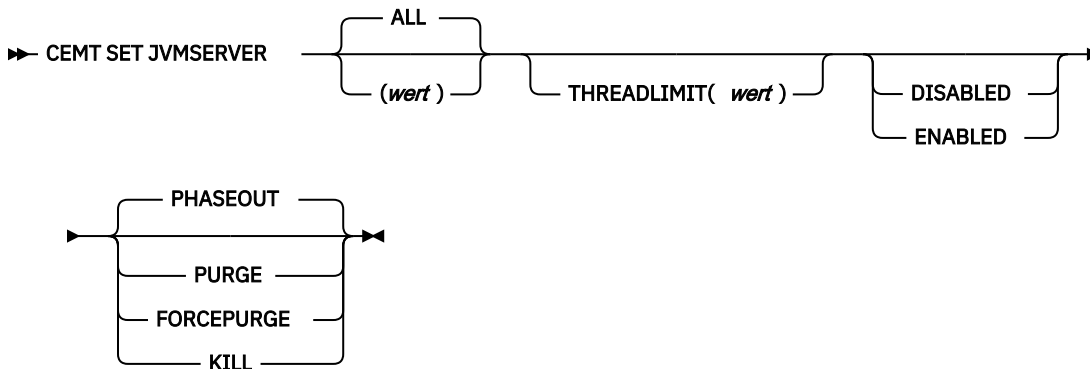 ALL
CEMT SET JVMSERVER
(wert )
THREADLIMIT( wert )
DISABLED
ENABLED
PHASEOUT
PURGE
FORCEPURGE
KILL